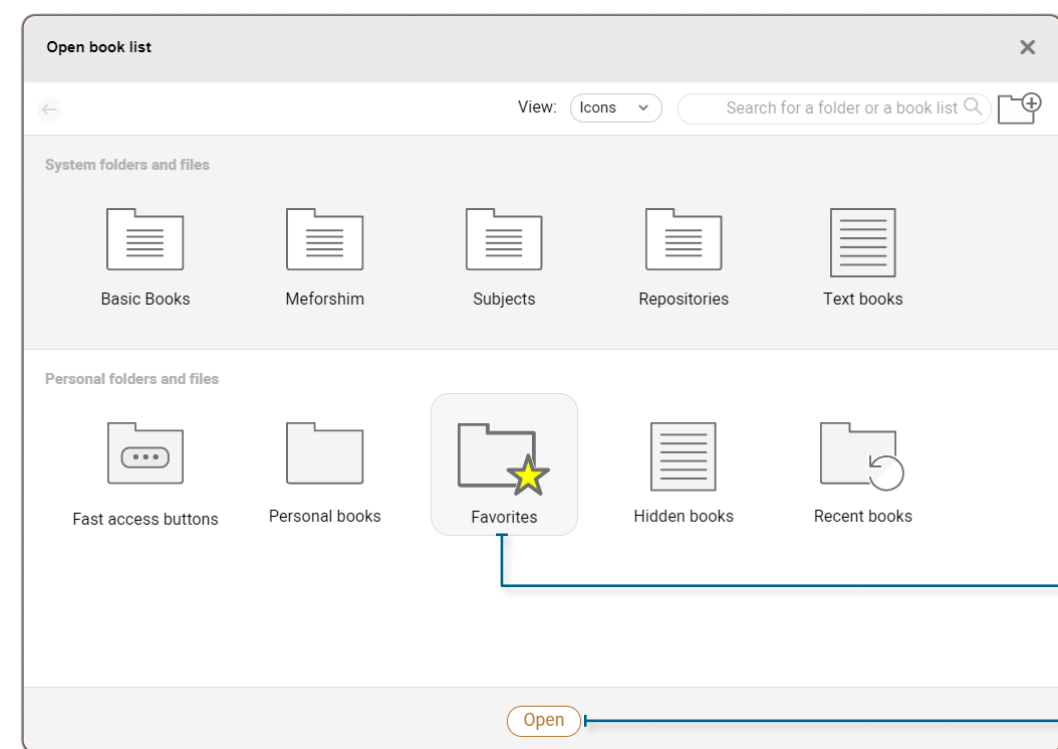 Open book list
View: Icons Search for a folder or a book list
System folders and files
Basic Books Meforshim Subjects Repositories Text books
Personal folders and files
Fast access buttons Personal books Favorites Hidden books Recent books
Open